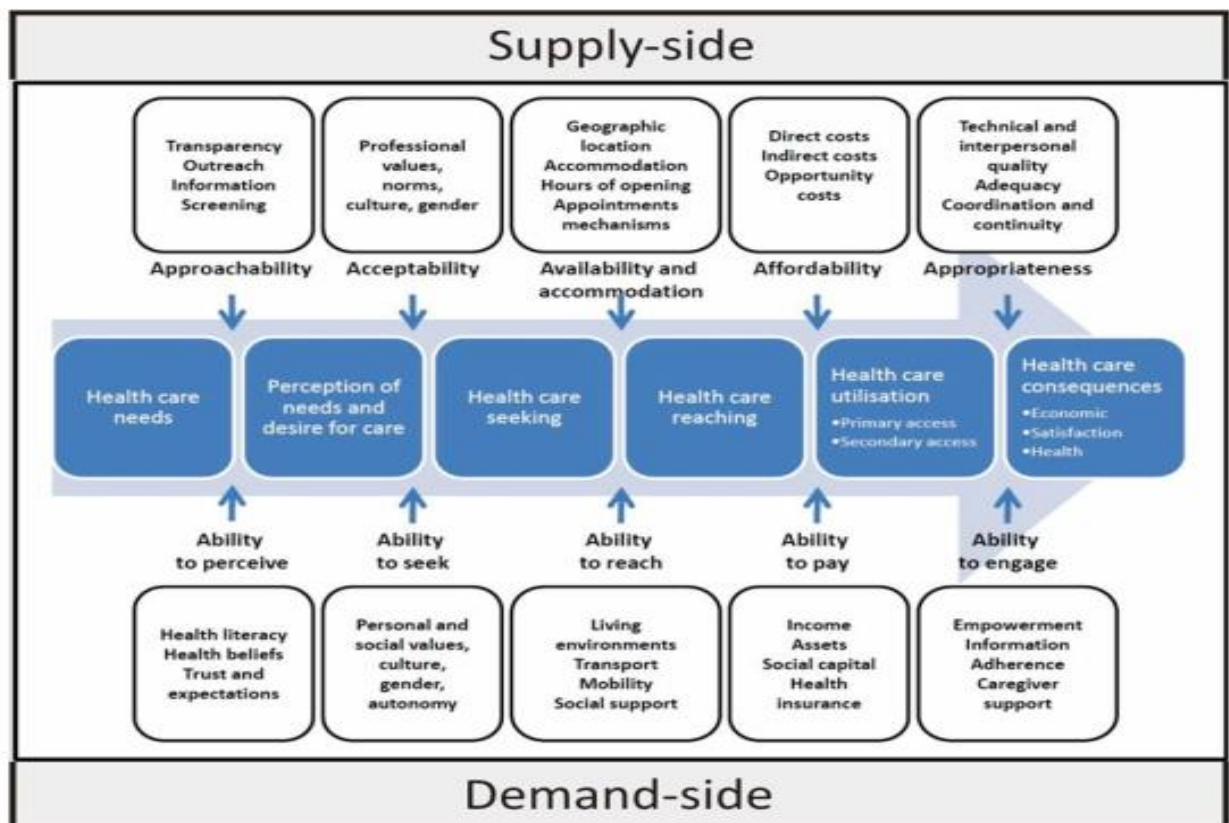 Supply-side
Transparency
Outreach
Information
Screening
Professional
values,
norms,
culture, gender
Geographic
location
Accommodation
Hours of opening
Appointments
mechanisms
Direct costs
Indirect costs
Opportunity
costs
Technical and
interpersonal
quality
Adequacy
Coordination and
continuity
Approachability
Acceptability
Availability and
accommodation
Affordability
Appropriateness
Health care
needs
Perception of
needs and
desire for care
Health care
seeking
Health care
reaching
Health care
utilisation
•Primary access
•Secondary access
Health care
consequences
•Economic
•Satisfaction
•Health
Ability
to perceive
Ability
to seek
Ability
to reach
Ability
to pay
Ability
to engage
Health literacy
Health beliefs
Trust and
expectations
Personal and
social values,
culture,
gender,
autonomy
Living
environments
Transport
Mobility
Social support
Income
Assets
Social capital
Health
insurance
Empowerment
Information
Adherence
Caregiver
support
Demand-side